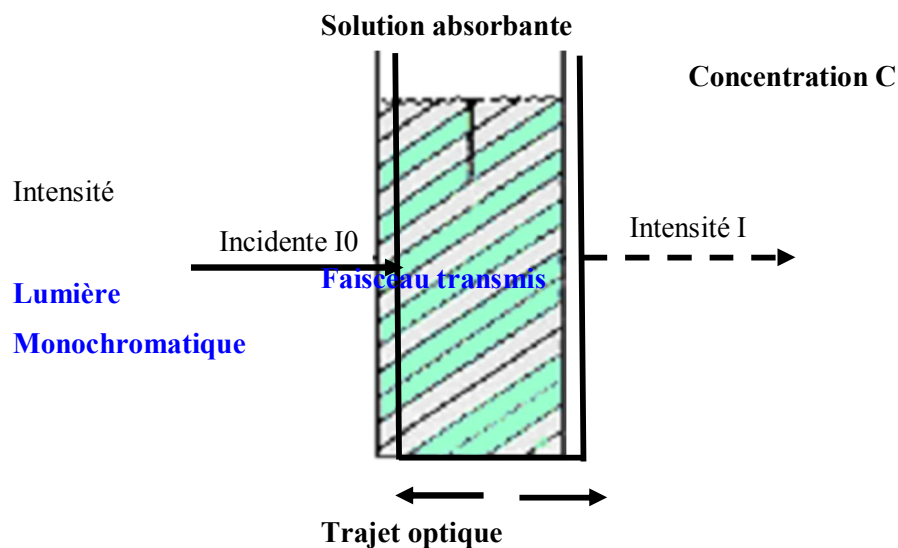 Solution absorbante
Concentration C
Intensité
Incidente I0
Intensité I
Faisceau transmis
Lumière
Monochromatique
Trajet optique